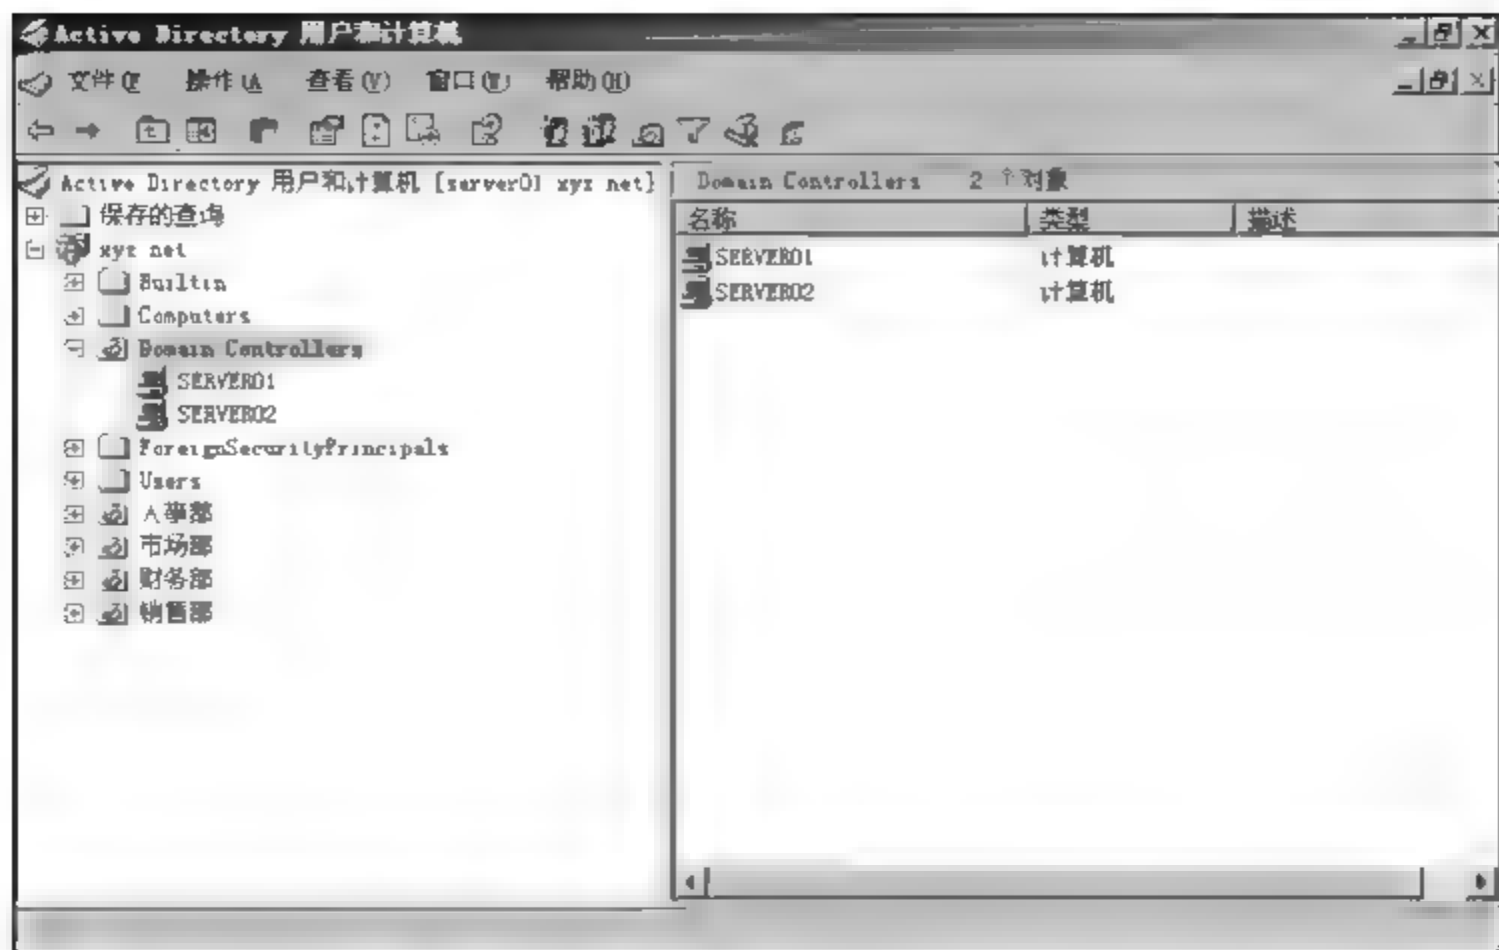 Active Directory 用户和计算机
文件(F 操作(A 查看(V) 窗口(W) 帮助(H)
Active Directory 用户和计算机 [server01 xyz net]
保存的查询
xyz net
Builtin
Computers
Domain Controllers
SERVER01
SERVER02
ForeignSecurityPrincipals
Users
人事部
市场部
财务部
销售部
Domain Controllers 2 个对象
名称 类型 描述
SERVER01 计算机
SERVER02 计算机